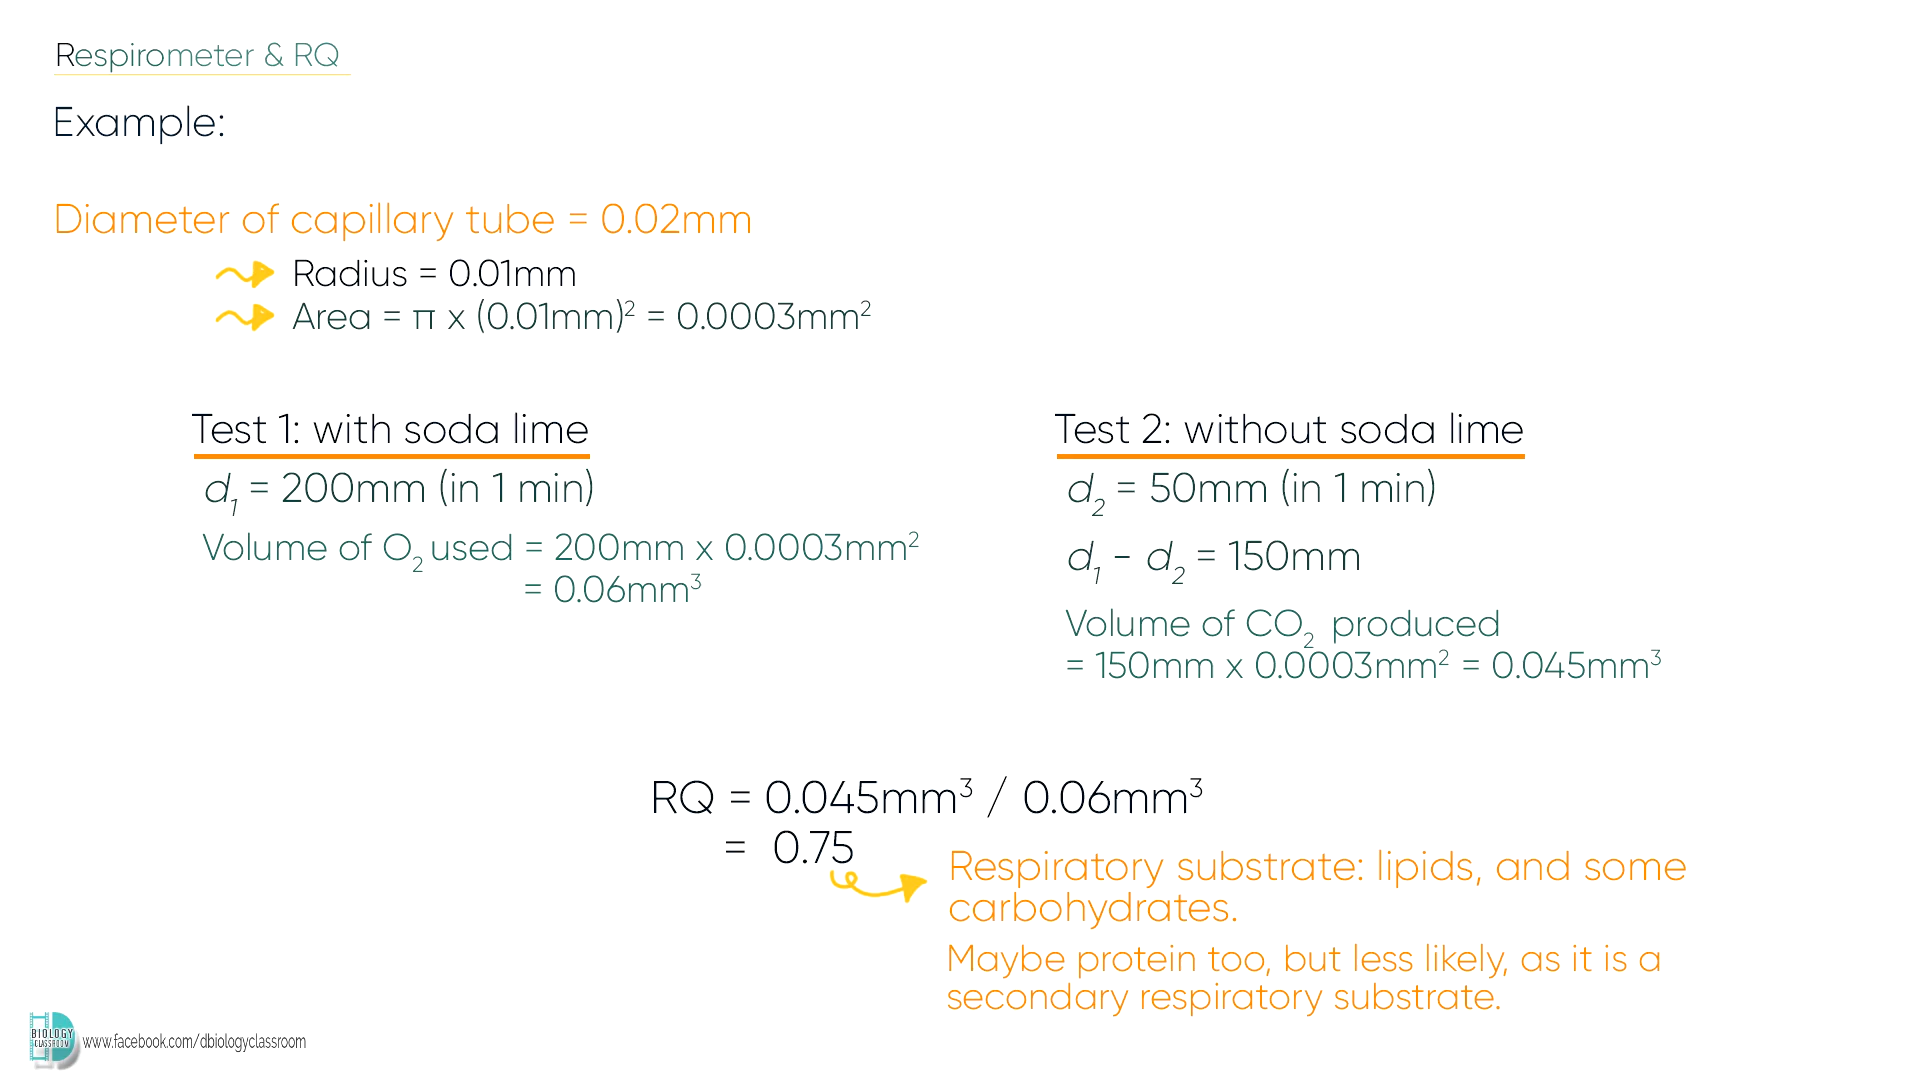 Respirometer & RQ
Example:
Diameter of capillary tube = 0.02mm
Radius = 0.01mm
Area = π x (0.01mm)² = 0.0003mm²
Test 1: with soda lime
d₁ = 200mm (in 1 min)
Volume of O₂ used = 200mm x 0.0003mm²
= 0.06mm³
Test 2: without soda lime
d₂ = 50mm (in 1 min)
d₁ - d₂ = 150mm
Volume of CO₂ produced
= 150mm x 0.0003mm² = 0.045mm³
RQ = 0.045mm³ / 0.06mm³
= 0.75
Respiratory substrate: lipids, and some
carbohydrates.
Maybe protein too, but less likely, as it is a
secondary respiratory substrate.
BIOLOGY
CLASSROOM
www.facebook.com/dbiologyclassroom